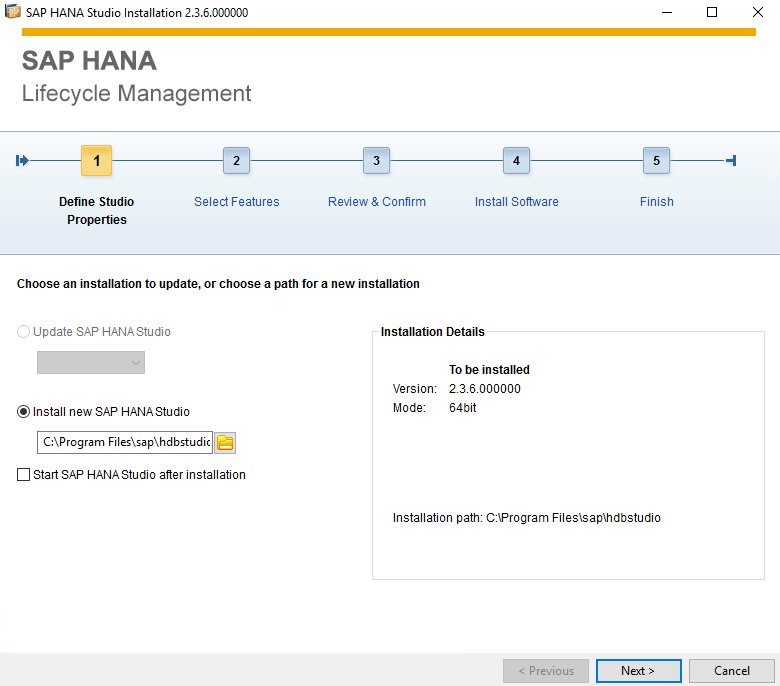 SAP HANA Studio Installation 2.3.6.000000
SAP HANA
Lifecycle Management
1
2
3
4
5
Define Studio
Properties
Select Features
Review & Confirm
Install Software
Finish
Choose an installation to update, or choose a path for a new installation
Update SAP HANA Studio
Install new SAP HANA Studio
C:\Program Files\sap\hdbstudic
Start SAP HANA Studio after installation
Installation Details
To be installed
Version: 2.3.6.000000
Mode: 64bit
Installation path: C:\Program Files\sap\hdbstudio
< Previous
Next >
Cancel